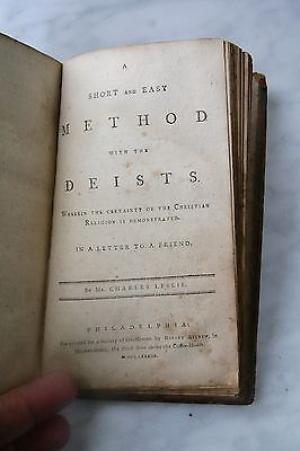 A
SHORT AND EASY
METHOD
WITH THE
DEISTS.
WHEREIN THE CERTAINTY OF THE CHRISTIAN
RELIGION IS DEMONSTRATED.
IN A LETTER TO A FRIEND.
BY MR. CHARLES LESLIE.
PHILADELPHIA: